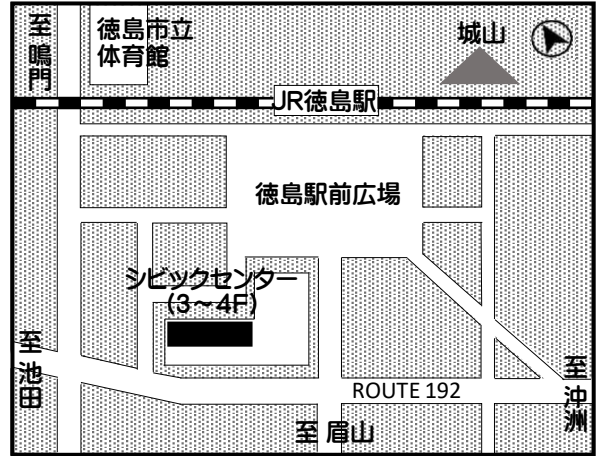 至鳴門
徳島市立
体育館
城山
JR徳島駅
徳島駅前広場
シビックセンター
(3～4F)
至池田
ROUTE 192
至沖洲
至 眉山